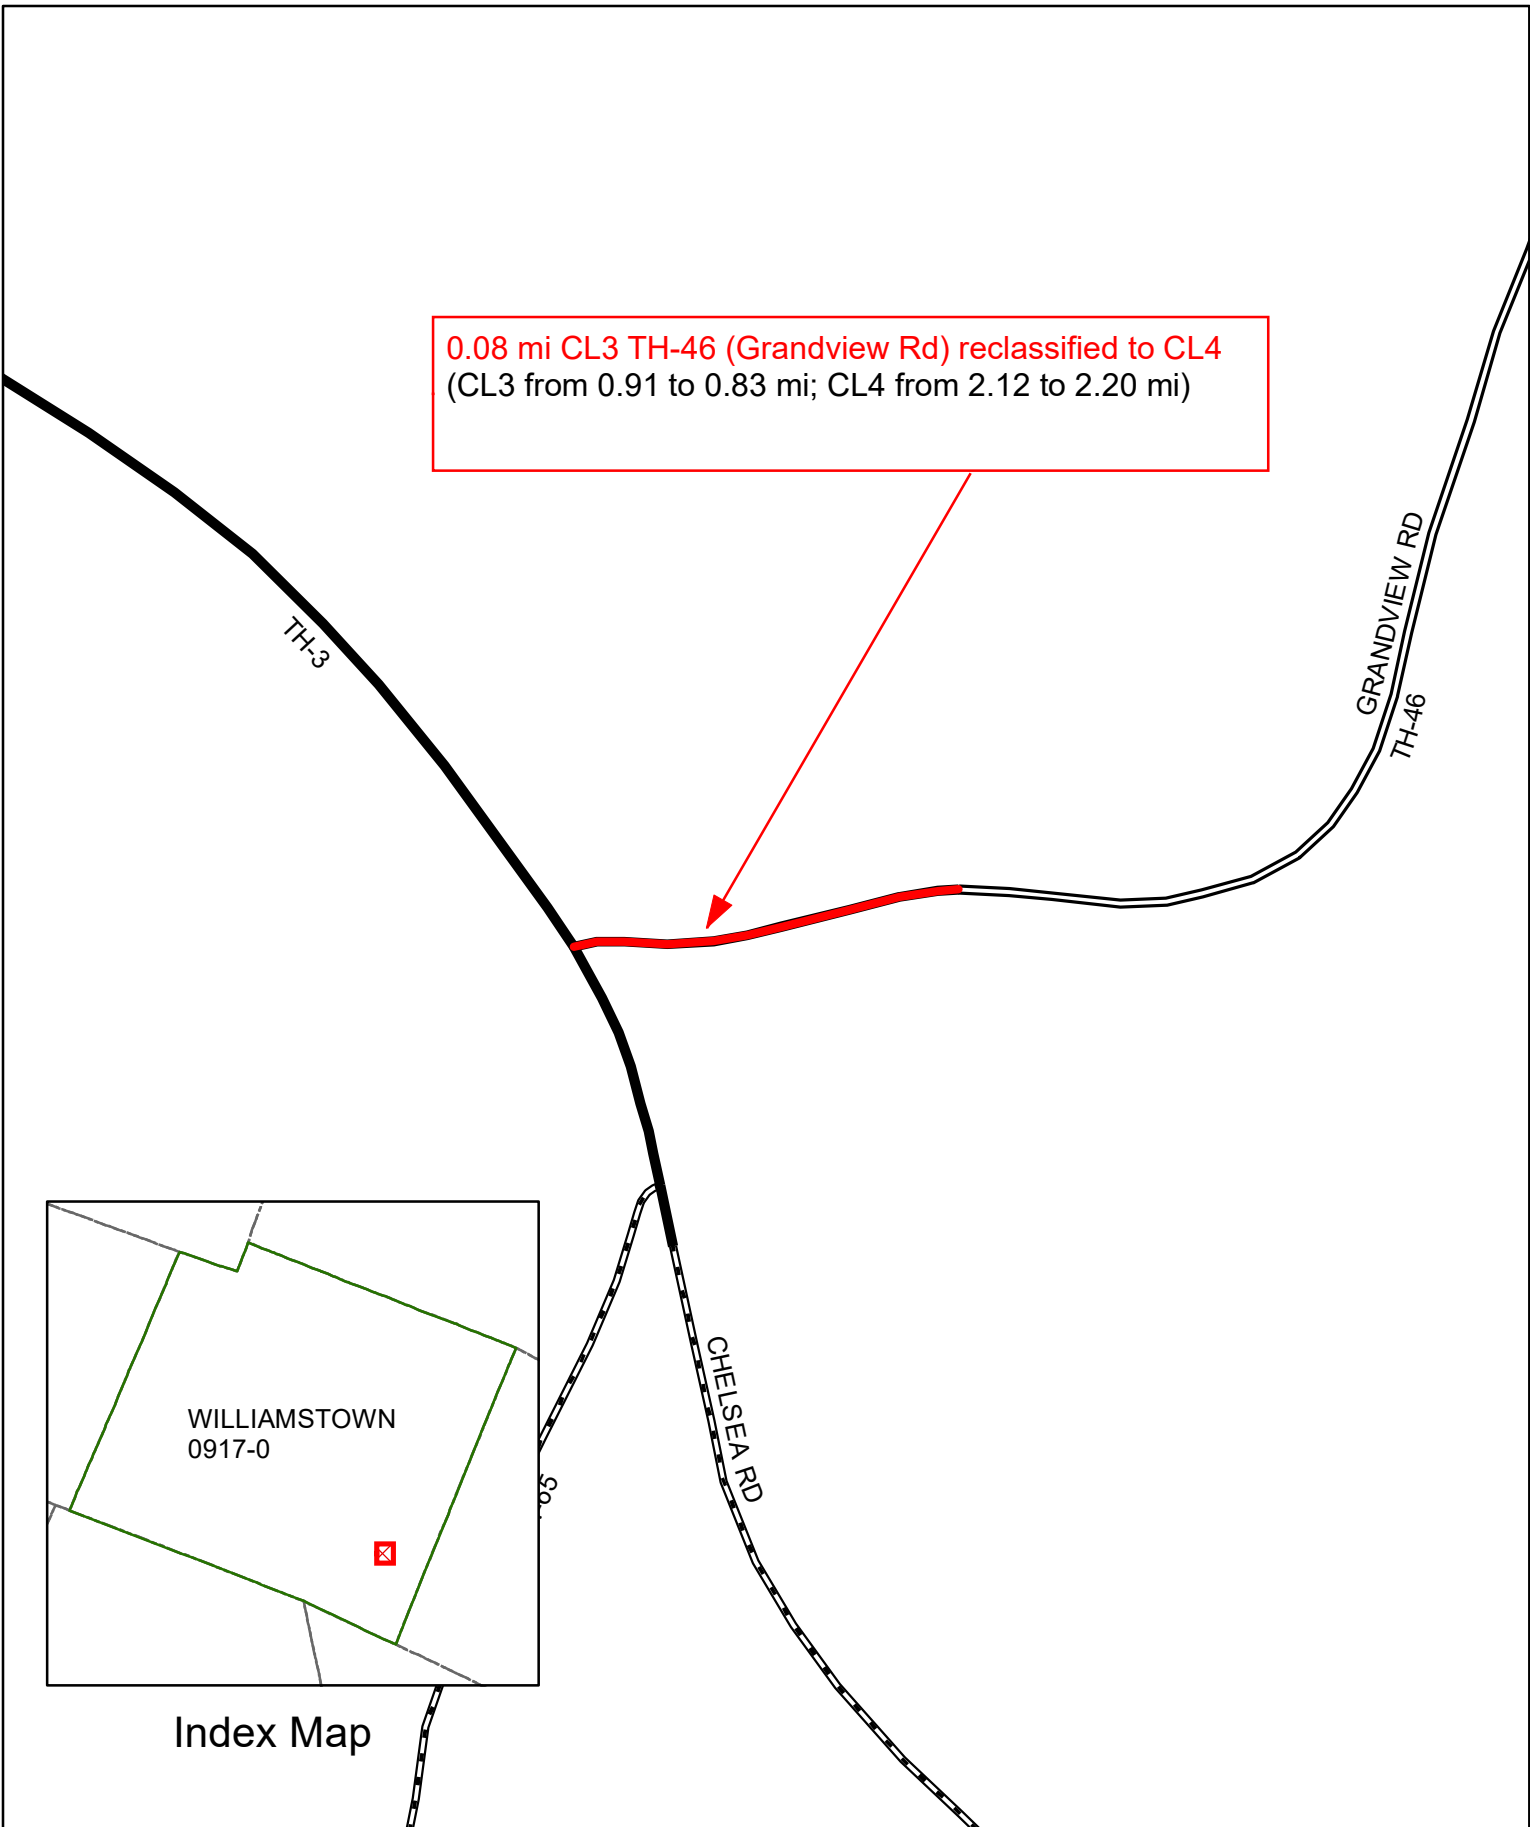 0.08 mi CL3 TH-46 (Grandview Rd) reclassified to CL4
(CL3 from 0.91 to 0.83 mi; CL4 from 2.12 to 2.20 mi)
GRANDVIEW RD
TH-46
TH-3
CHELSEA RD
WILLIAMSTOWN
0917-0
Index Map